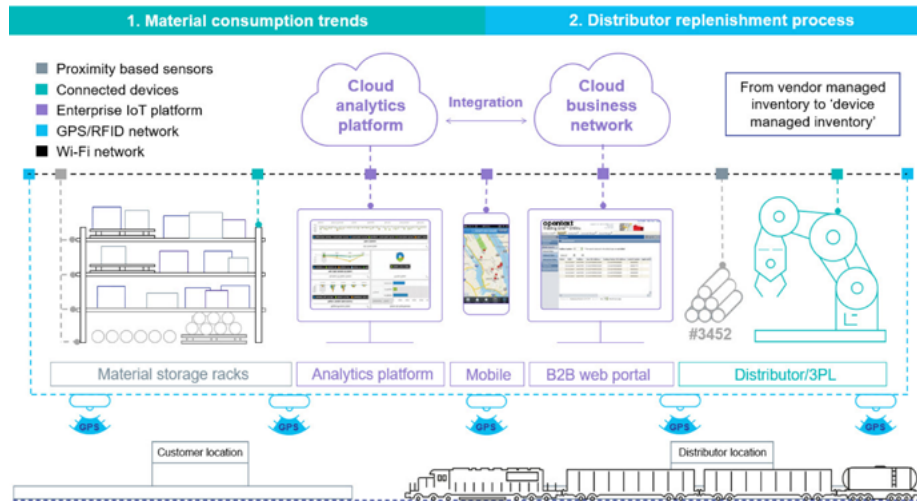 1. Material consumption trends
2. Distributor replenishment process
Proximity based sensors
Connected devices
Enterprise IoT platform
GPS/RFID network
Wi-Fi network
Cloud
analytics
platform
Integration
Cloud
business
network
From vendor managed
inventory to ‘device
managed inventory’
opentext
#3452
Material storage racks
Analytics platform
Mobile
B2B web portal
Distributor/3PL
GPS
GPS
GPS
GPS
GPS
Customer location
Distributor location